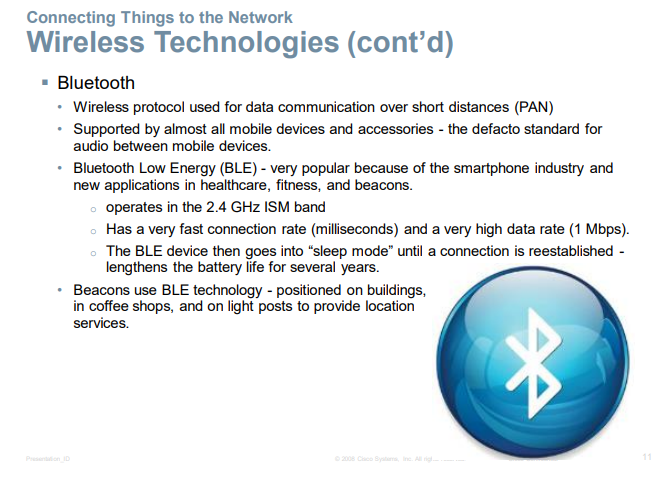 Connecting Things to the Network
Wireless Technologies (cont’d)
▪ Bluetooth
• Wireless protocol used for data communication over short distances (PAN)
• Supported by almost all mobile devices and accessories - the defacto standard for
audio between mobile devices.
• Bluetooth Low Energy (BLE) - very popular because of the smartphone industry and
new applications in healthcare, fitness, and beacons.
o operates in the 2.4 GHz ISM band
o Has a very fast connection rate (milliseconds) and a very high data rate (1 Mbps).
o The BLE device then goes into “sleep mode” until a connection is reestablished -
lengthens the battery life for several years.
• Beacons use BLE technology - positioned on buildings,
in coffee shops, and on light posts to provide location
services.
Presentation_ID
Cisco Systems, Inc. All
11